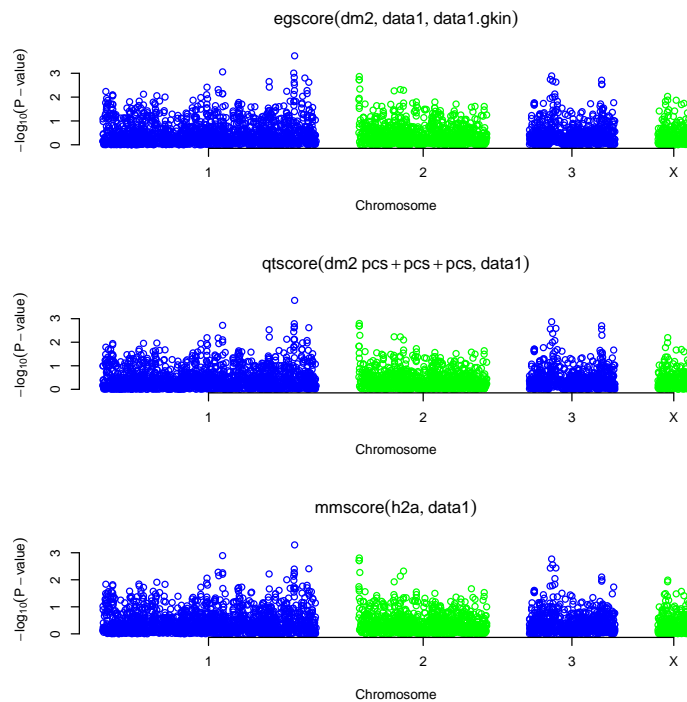 egscore(dm2, data1, data1.gkin)
−log10(P − value)
3
2
1
0
1 2 3 X
Chromosome
qtscore(dm2 pcs + pcs + pcs, data1)
−log10(P − value)
3
2
1
0
1 2 3 X
Chromosome
mmscore(h2a, data1)
−log10(P − value)
3
2
1
0
1 2 3 X
Chromosome